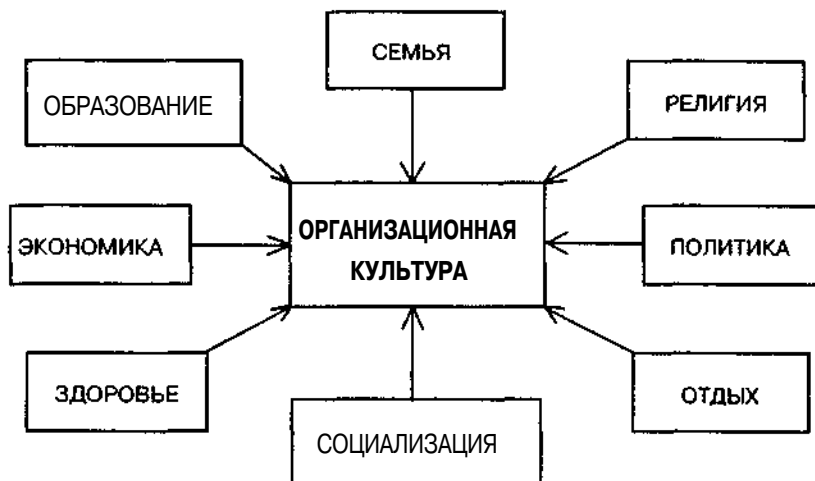 СЕМЬЯ
ОБРАЗОВАНИЕ
РЕЛИГИЯ
ОРГАНИЗАЦИОННАЯ
КУЛЬТУРА
ЭКОНОМИКА
ПОЛИТИКА
ЗДОРОВЬЕ
ОТДЫХ
СОЦИАЛИЗАЦИЯ